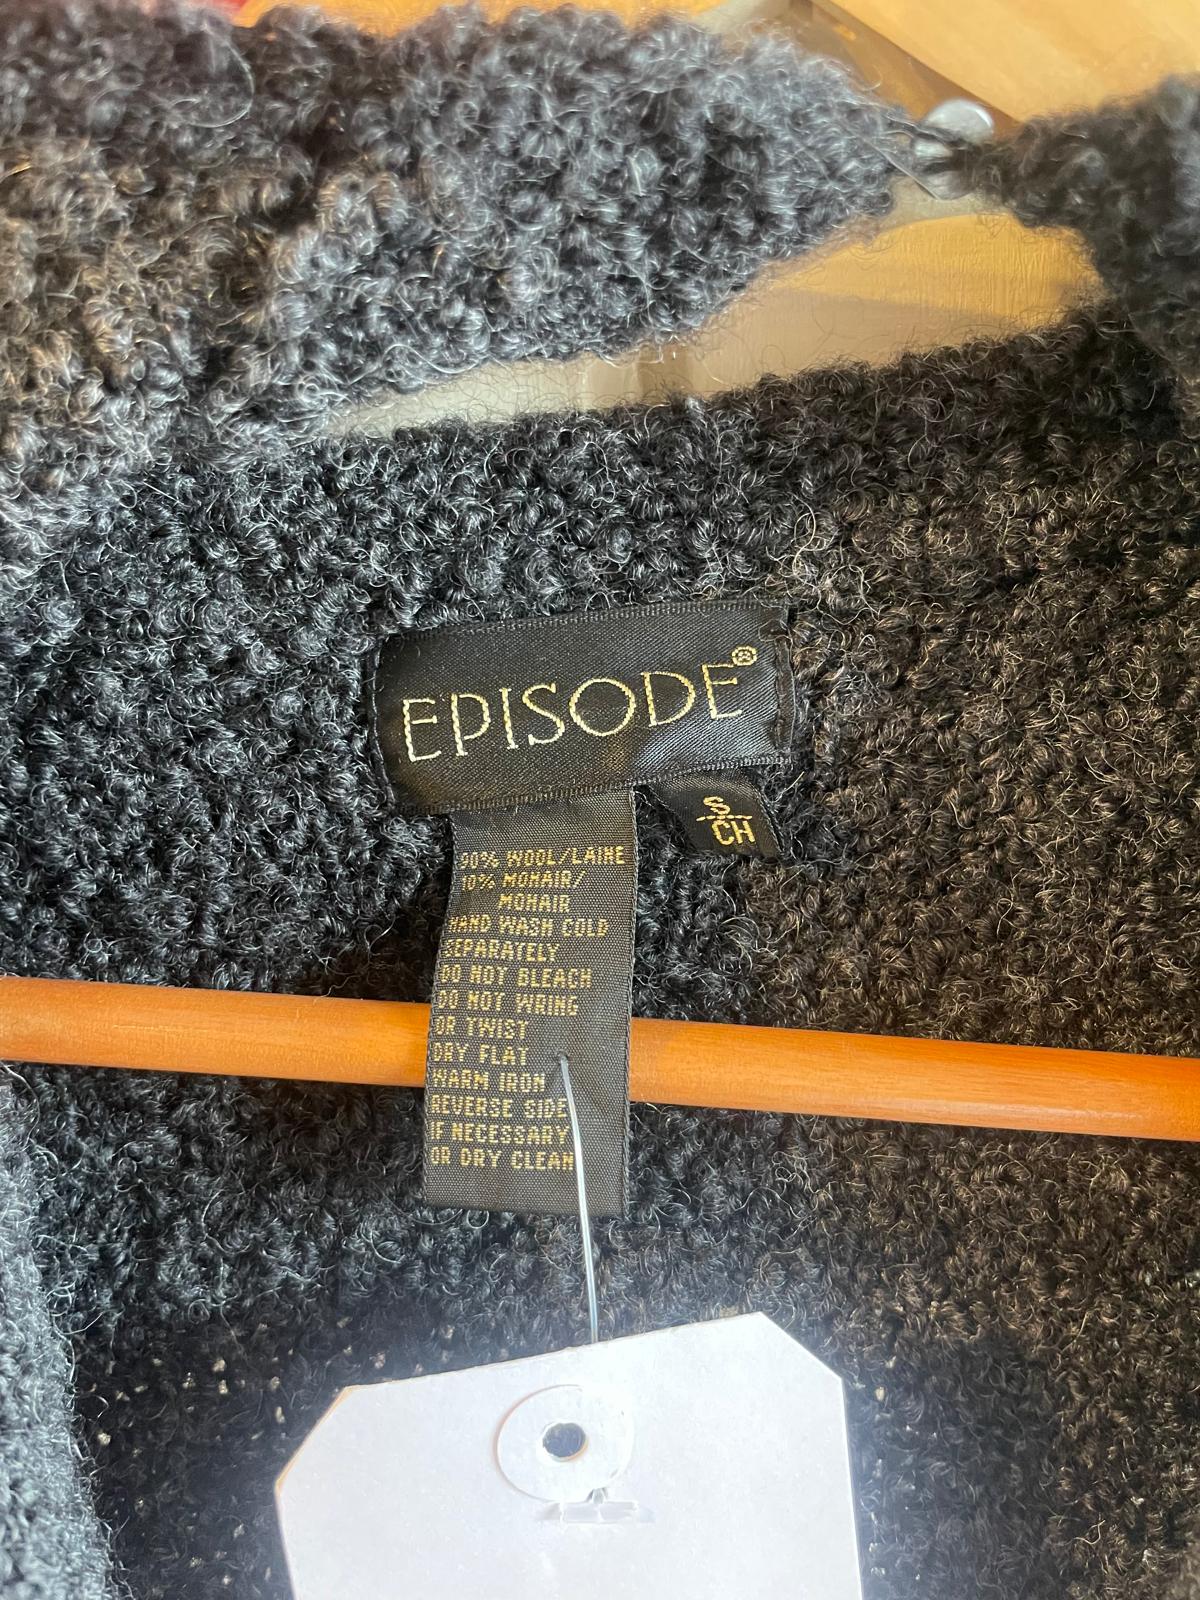 EPISODE®
S
CH
90% WOOL/LAINE
10% MOHAIR/
MOHAIR
HAND WASH COLD
SEPARATELY
DO NOT BLEACH
DO NOT WRING
OR TWIST
DRY FLAT
WARM IRON
REVERSE SIDE
IF NECESSARY
OR DRY CLEAN